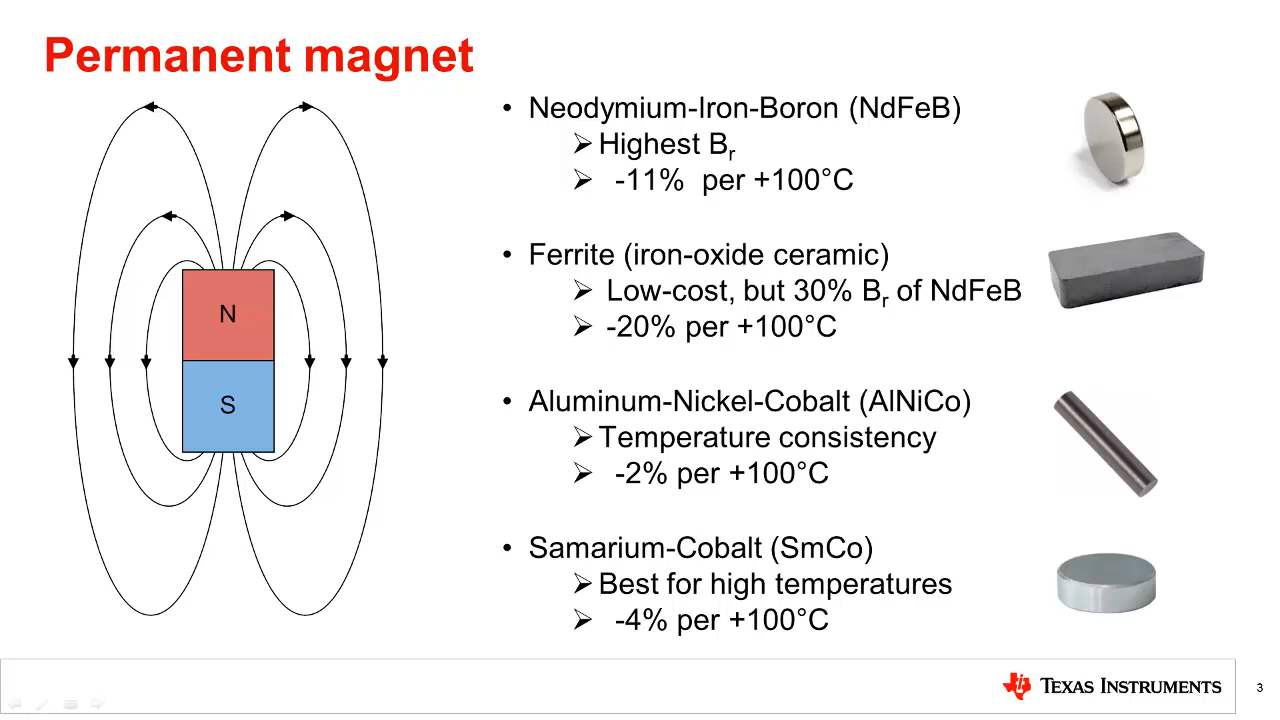 Permanent magnet
N
S
• Neodymium-Iron-Boron (NdFeB)
➢ Highest Br
➢ -11% per +100°C
• Ferrite (iron-oxide ceramic)
➢ Low-cost, but 30% Br of NdFeB
➢ -20% per +100°C
• Aluminum-Nickel-Cobalt (AlNiCo)
➢ Temperature consistency
➢ -2% per +100°C
• Samarium-Cobalt (SmCo)
➢ Best for high temperatures
➢ -4% per +100°C
TEXAS INSTRUMENTS
3